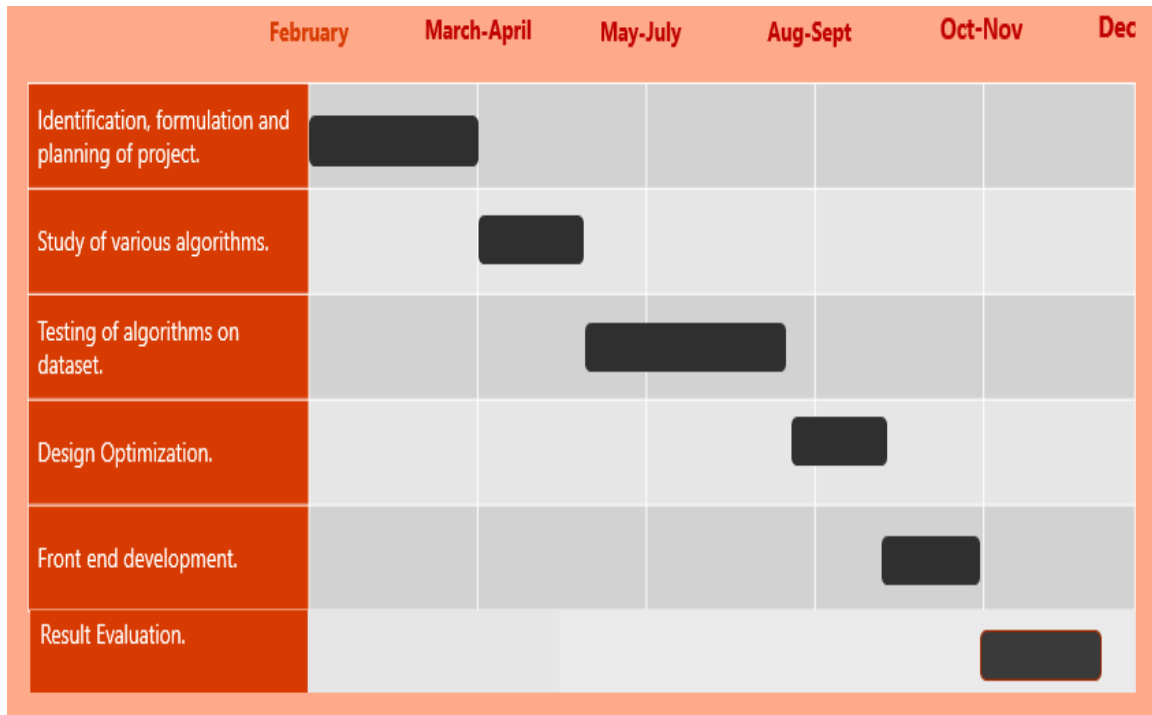 February March-April May-July Aug-Sept Oct-Nov Dec
Identification, formulation and
planning of project.
Study of various algorithms.
Testing of algorithms on
dataset.
Design Optimization.
Front end development.
Result Evaluation.